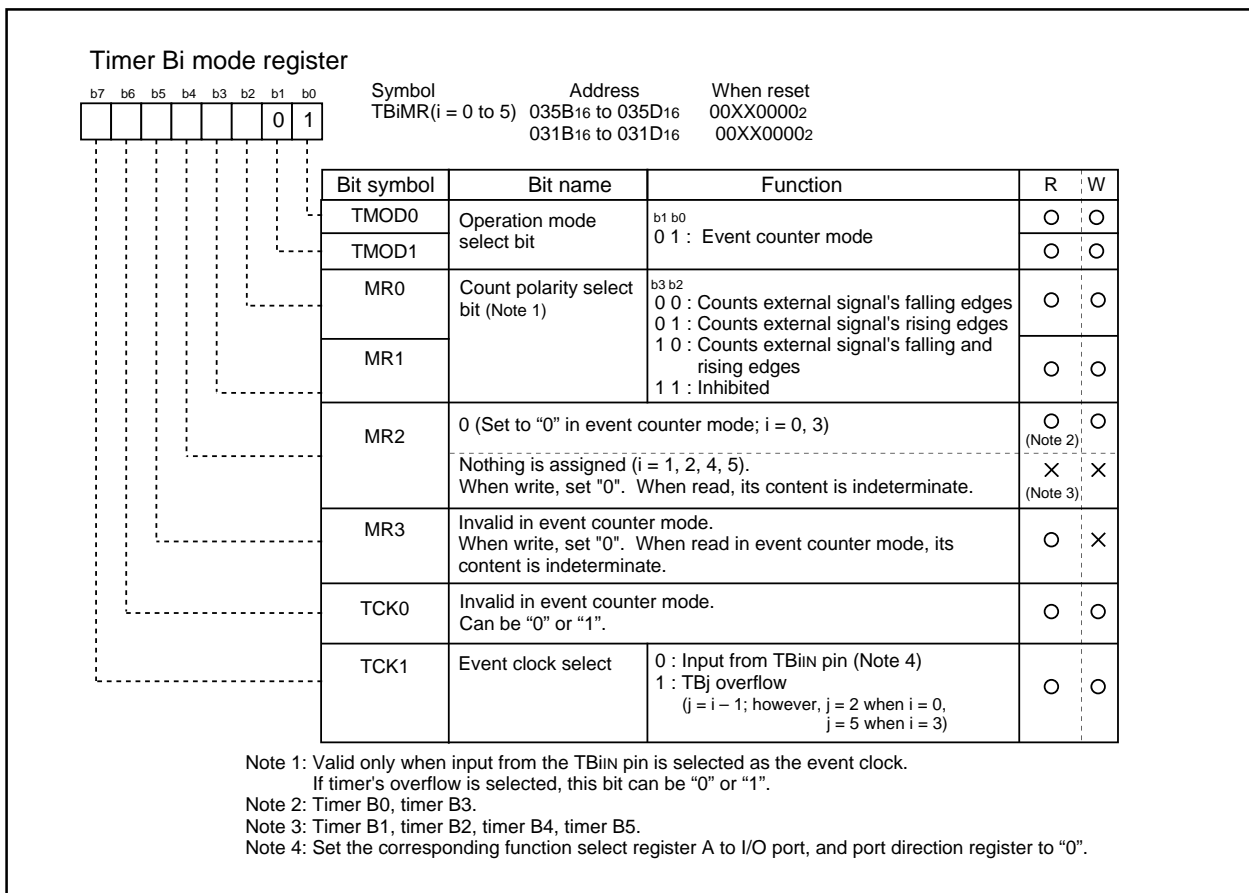 Timer Bi mode register
b7 b6 b5 b4 b3 b2 b1 b0
0 1
Symbol Address When reset
TBiMR(i = 0 to 5) 035B16 to 035D16 00XX00002
031B16 to 031D16 00XX00002
Bit symbol Bit name Function R W
TMOD0 Operation mode select bit b1 b0
0 1 : Event counter mode O O
TMOD1 O O
MR0 Count polarity select bit (Note 1) b3 b2
0 0 : Counts external signal's falling edges O O
0 1 : Counts external signal's rising edges
MR1 1 0 : Counts external signal's falling and
rising edges O O
1 1 : Inhibited
MR2 0 (Set to “0” in event counter mode; i = 0, 3) O O
(Note 2)
Nothing is assigned (i = 1, 2, 4, 5). × ×
When write, set "0". When read, its content is indeterminate. (Note 3)
MR3 Invalid in event counter mode.
When write, set "0". When read in event counter mode, its O ×
content is indeterminate.
TCK0 Invalid in event counter mode. O O
Can be “0” or “1”.
TCK1 Event clock select 0 : Input from TBiIN pin (Note 4)
1 : TBj overflow O O
(j = i – 1; however, j = 2 when i = 0,
j = 5 when i = 3)
Note 1: Valid only when input from the TBiIN pin is selected as the event clock.
If timer's overflow is selected, this bit can be “0” or “1”.
Note 2: Timer B0, timer B3.
Note 3: Timer B1, timer B2, timer B4, timer B5.
Note 4: Set the corresponding function select register A to I/O port, and port direction register to “0”.